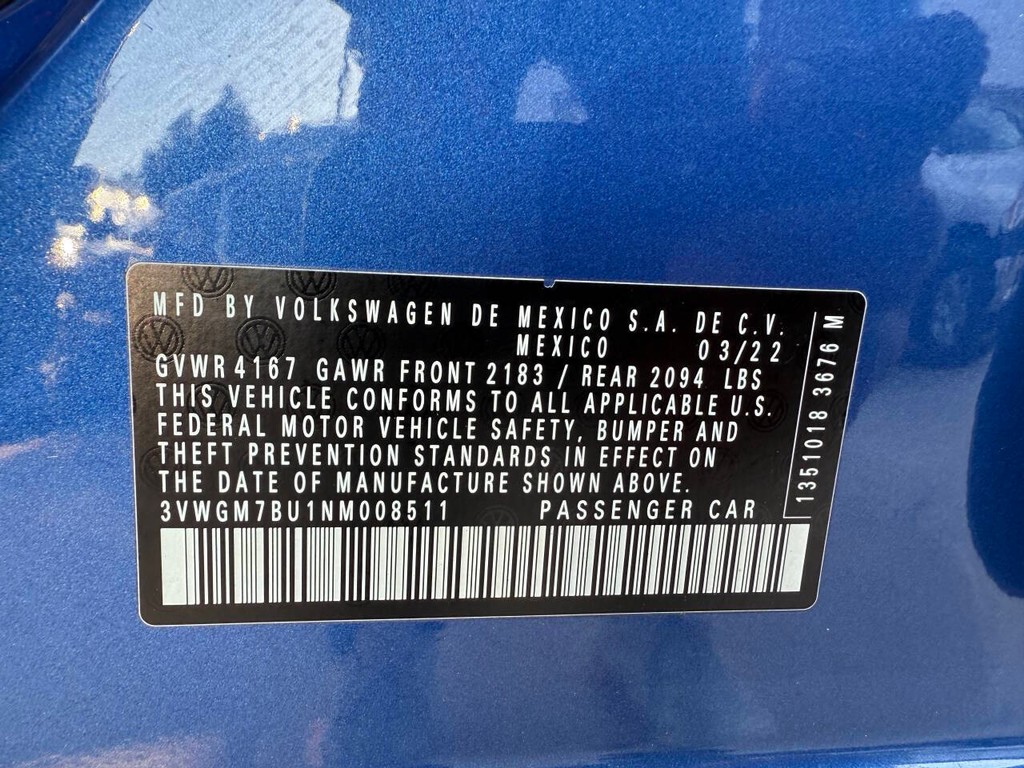 MFD BY VOLKSWAGEN DE MEXICO S.A. DE C.V.
MEXICO 03/22
GVWR 4167 GAWR FRONT 2183 / REAR 2094 LBS
THIS VEHICLE CONFORMS TO ALL APPLICABLE U.S.
FEDERAL MOTOR VEHICLE SAFETY, BUMPER AND
THEFT PREVENTION STANDARDS IN EFFECT ON
THE DATE OF MANUFACTURE SHOWN ABOVE.
3VWGM7BU1NM008511 PASSENGER CAR
1351018 3676 M